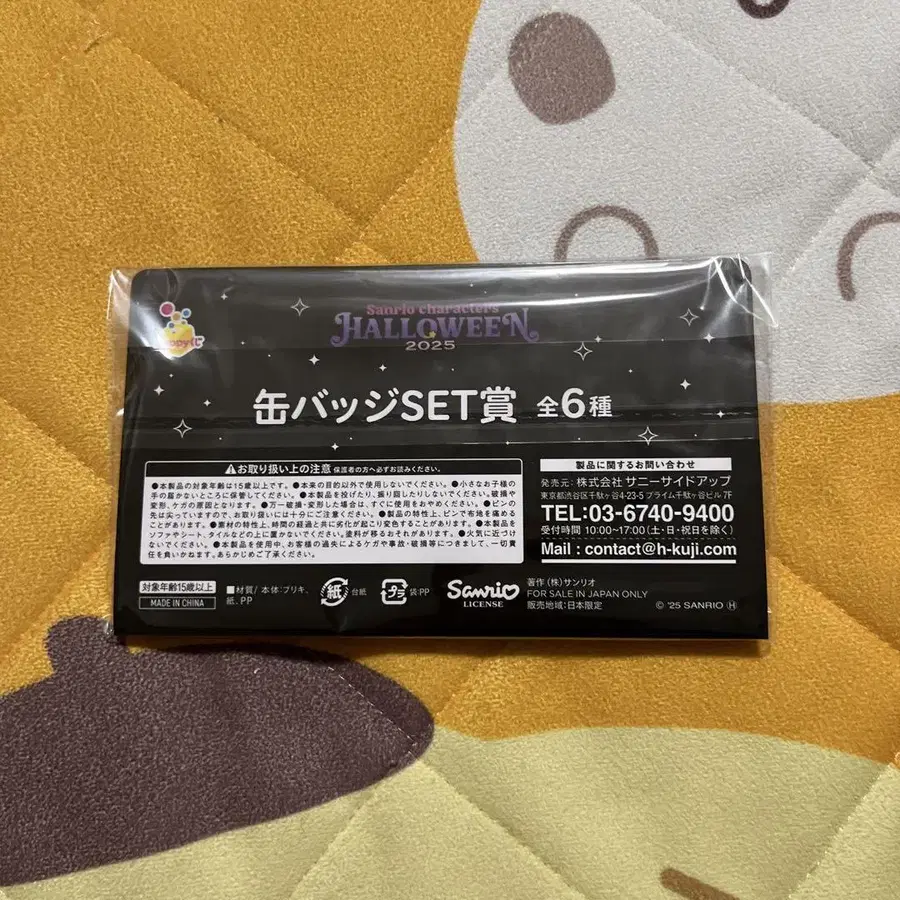 Sanrio characters
HALLOWEEN
2025
缶バッジSET賞 全6種
お取り扱い上の注意 保護者の方へ必ずお読みください。
●本製品の対象年齢は15歳以上です。●本来の目的以外で使用しないでください。●小さなお子様の
手の届かないところに保管してください。●本製品を投げたり、振り回したりしないでください。破損や
変形、ケガの原因となります。●万一破損・変形した場合は、すぐに使用をおやめください。●ピンの
先は尖っていますので、お取り扱いには十分にご注意ください。●製品の特性上、ピンで布地を痛める
ことがあります。●素材の特性上、時間の経過と共に劣化が起こり変色することがあります。●本製品を
ソファやシート、タイルなどの上に置かないでください。塗料が移るおそれがあります。●火気に近づけ
ないでください。●本製品を使用中、お客様の過失によるケガや事故・破損等につきまして、一切責
任を負いかねます。あらかじめご了承ください。
製品に関するお問い合わせ
発売元:株式会社 サニーサイドアップ
東京都渋谷区千駄ヶ谷4-23-5 プライム千駄ヶ谷ビル 7F
TEL:03-6740-9400
受付時間 10:00~17:00(土・日・祝日を除く)
Mail : contact@h-kuji.com
対象年齢15歳以上
MADE IN CHINA
■材質/本体:ブリキ、
紙、PP
紙 台紙
プラ 袋:PP
Sanrio
LICENSE
著作(株)サンリオ
FOR SALE IN JAPAN ONLY
販売地域:日本限定
© '25 SANRIO Ⓗ